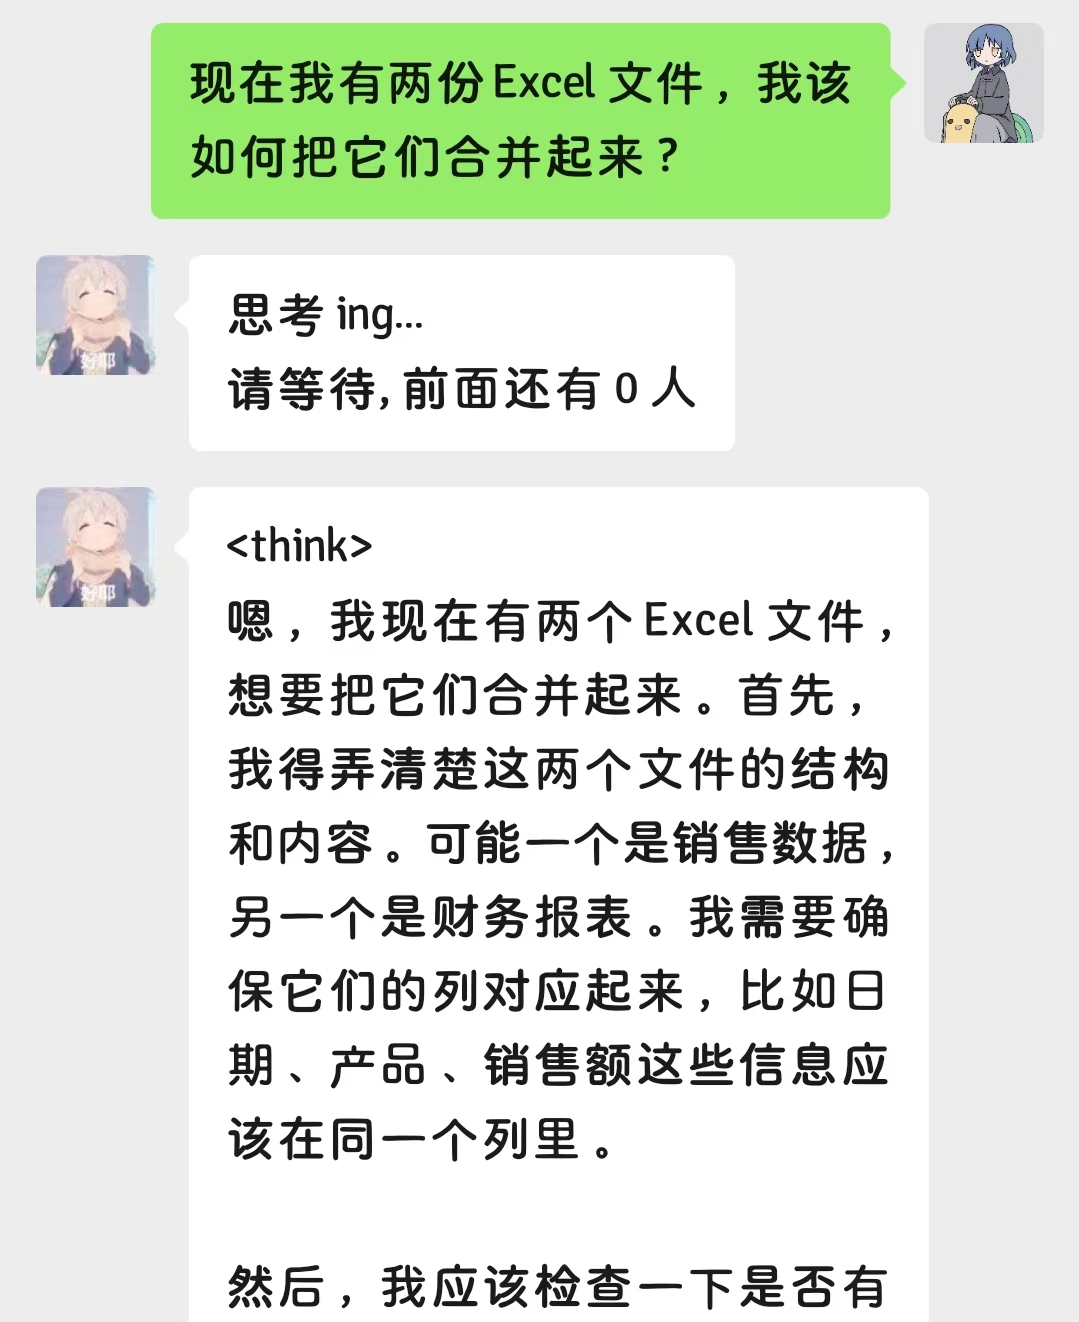 现在我有两份Excel 文件，我该
如何把它们合并起来？
思考 ing...
请等待,前面还有 0 人
<think>
嗯，我现在有两个Excel 文件，
想要把它们合并起来。首先，
我得弄清楚这两个文件的结构
和内容。可能一个是销售数据，
另一个是财务报表。我需要确
保它们的列对应起来，比如日
期、产品、销售额这些信息应
该在同一个列里。
然后，我应该检查一下是否有
好耶
好耶